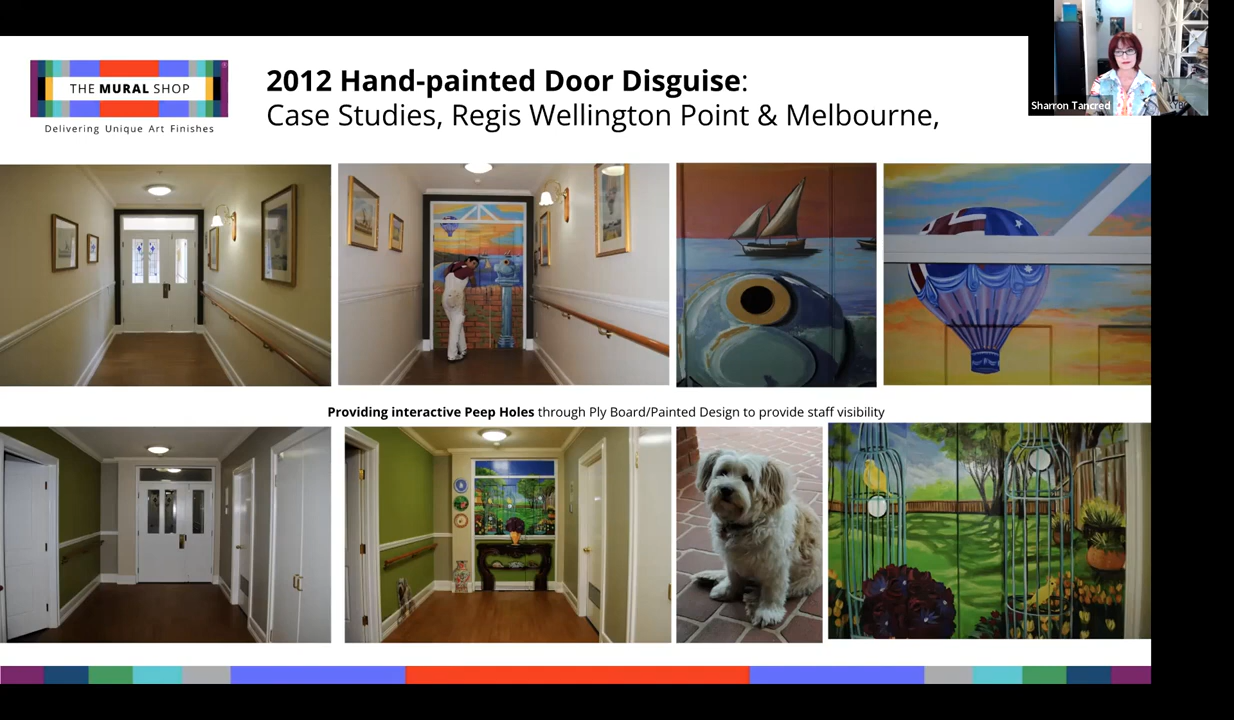 THE MURAL SHOP
Delivering Unique Art Finishes
2012 Hand-painted Door Disguise:
Case Studies, Regis Wellington Point & Melbourne,
Sharron Tancred
Providing interactive Peep Holes through Ply Board/Painted Design to provide staff visibility